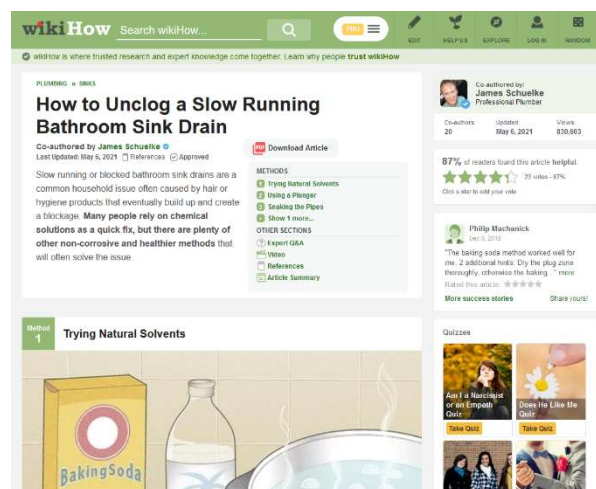 wikiHow
Search wikiHow...
PRO
EDIT
HELP US
EXPLORE
LOG IN
RANDOM
wikiHow is where trusted research and expert knowledge come together. Learn why people trust wikiHow
PLUMBING » SINKS
How to Unclog a Slow Running
Bathroom Sink Drain
Co-authored by James Schuelke
Last Updated: May 6, 2021 References Approved
Slow running or blocked bathroom sink drains are a
common household issue often caused by hair or
hygiene products that eventually build up and create
a blockage. Many people rely on chemical
solutions as a quick fix, but there are plenty of
other non-corrosive and healthier methods that
will often solve the issue.
PDF Download Article
METHODS
1 Trying Natural Solvents
2 Using a Plunger
3 Snaking the Pipes
+ Show 1 more...
OTHER SECTIONS
Expert Q&A
Video
References
Article Summary
Method
1
Trying Natural Solvents
BakingSoda
Co-authored by:
James Schuelke
Professional Plumber
Co-authors:
20
Updated:
May 6, 2021
Views:
830,603
87% of readers found this article helpful.
23 votes - 87%
Click a star to add your vote
Philip Machanick
Dec 6, 2018
"The baking soda method worked well for
me. 2 additional hints: Dry the plug zone
thoroughly, otherwise the baking..." more
Rated this article:
More success stories
Share yours!
Quizzes
Am I a Narcissist
or an Empath
Quiz
Take Quiz
Does He Like Me
Quiz
Take Quiz